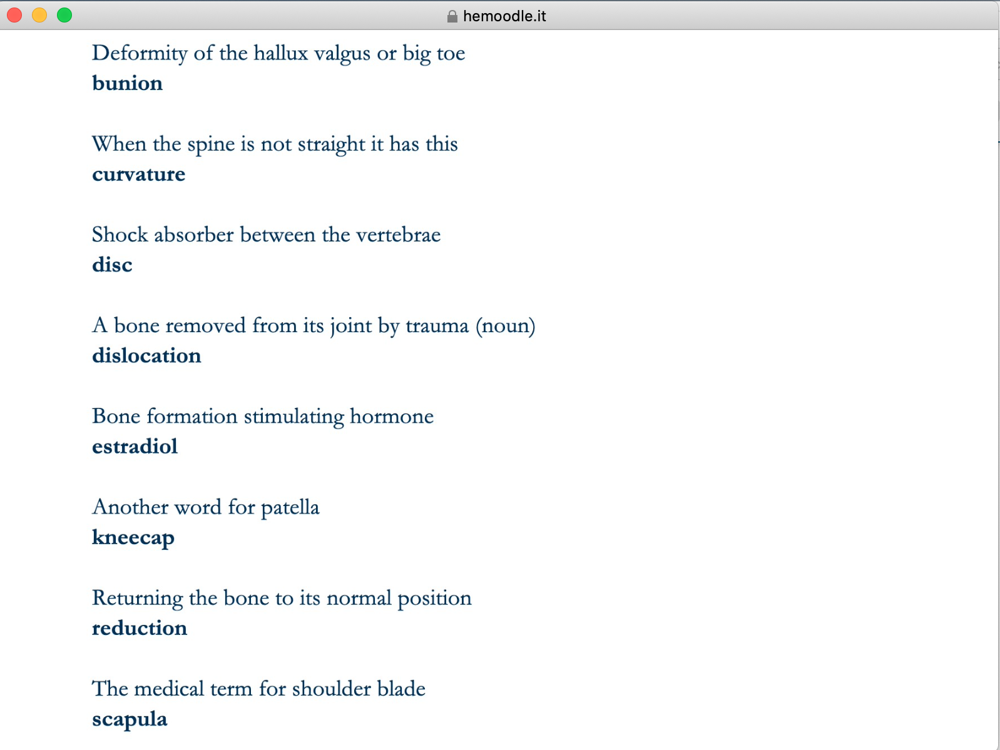 hemoodle.it
Deformity of the hallux valgus or big toe
bunion
When the spine is not straight it has this
curvature
Shock absorber between the vertebrae
disc
A bone removed from its joint by trauma (noun)
dislocation
Bone formation stimulating hormone
estradiol
Another word for patella
kneecap
Returning the bone to its normal position
reduction
The medical term for shoulder blade
scapula